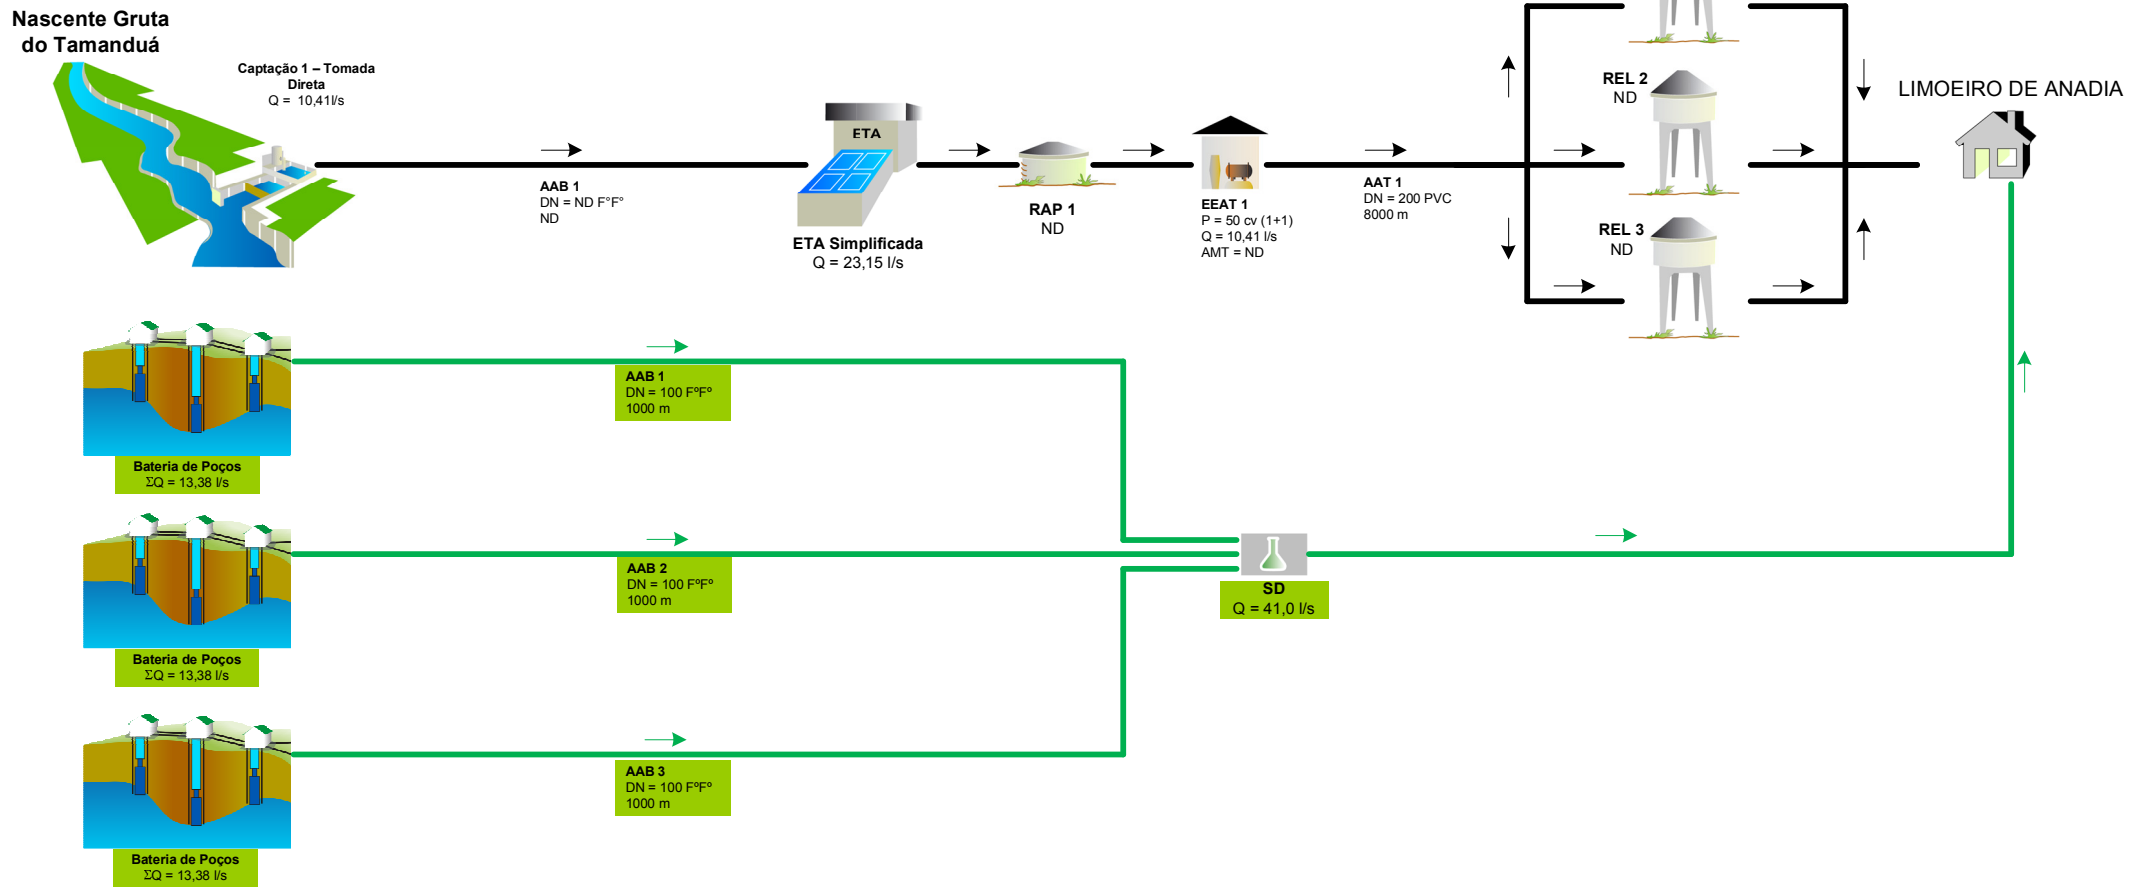 Nascente Gruta
do Tamanduá
Captação 1 – Tomada
Direta
Q = 10,41l/s
AAB 1
DN = ND F°F°
ND
ETA
ETA Simplificada
Q = 23,15 l/s
RAP 1
ND
EEAT 1
P = 50 cv (1+1)
Q = 10,41 l/s
AMT = ND
AAT 1
DN = 200 PVC
8000 m
REL 2
ND
REL 3
ND
LIMOEIRO DE ANADIA
AAB 1
DN = 100 FºFº
1000 m
Bateria de Poços
ΣQ = 13,38 l/s
AAB 2
DN = 100 FºFº
1000 m
SD
Q = 41,0 l/s
Bateria de Poços
ΣQ = 13,38 l/s
AAB 3
DN = 100 FºFº
1000 m
Bateria de Poços
ΣQ = 13,38 l/s